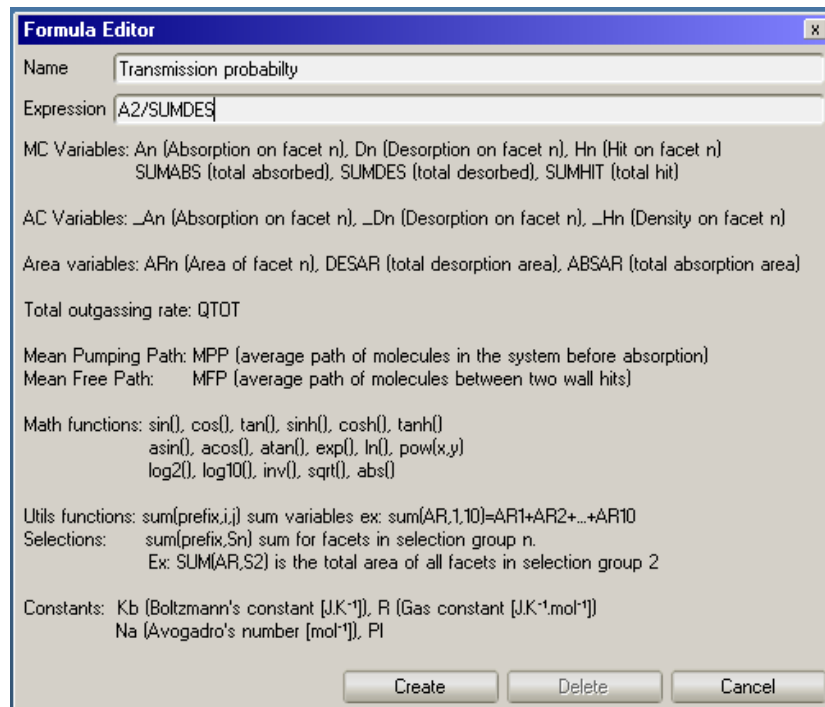 Formula Editor
x
Name Transmission probabilty
Expression A2/SUMDES
MC Variables: An (Absorption on facet n), Dn (Desorption on facet n), Hn (Hit on facet n)
SUMABS (total absorbed), SUMDES (total desorbed), SUMHIT (total hit)
AC Variables: _An (Absorption on facet n), _Dn (Desorption on facet n), _Hn (Density on facet n)
Area variables: ARn (Area of facet n), DESAR (total desorption area), ABSAR (total absorption area)
Total outgassing rate: QTOT
Mean Pumping Path: MPP (average path of molecules in the system before absorption)
Mean Free Path: MFP (average path of molecules between two wall hits)
Math functions: sin(), cos(), tan(), sinh(), cosh(), tanh()
asin(), acos(), atan(), exp(), ln(), pow(x,y)
log2(), log10(), inv(), sqrt(), abs()
Utils functions: sum(prefix,i,j) sum variables ex: sum(AR,1,10)=AR1+AR2+...+AR10
Selections: sum(prefix,Sn) sum for facets in selection group n.
Ex: SUM(AR,S2) is the total area of all facets in selection group 2
Constants: Kb (Boltzmann's constant [J.K⁻¹]), R (Gas constant [J.K⁻¹.mol⁻¹])
Na (Avogadro's number [mol⁻¹]), PI
Create Delete Cancel